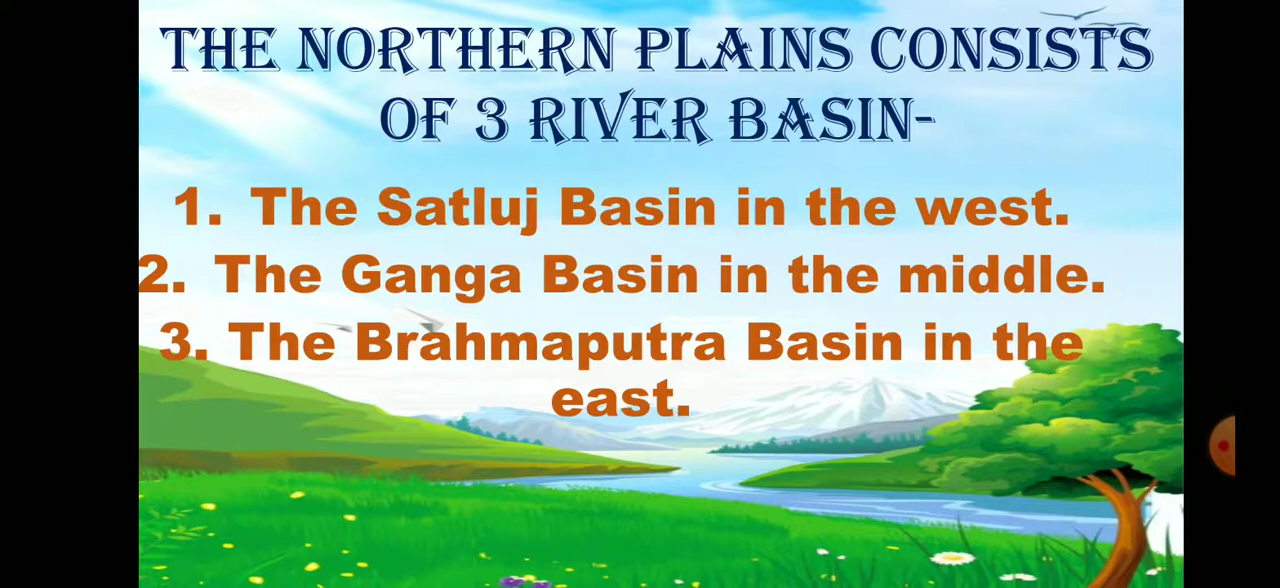 THE NORTHERN PLAINS CONSISTS
OF 3 RIVER BASIN-
1. The Satluj Basin in the west.
2. The Ganga Basin in the middle.
3. The Brahmaputra Basin in the
east.